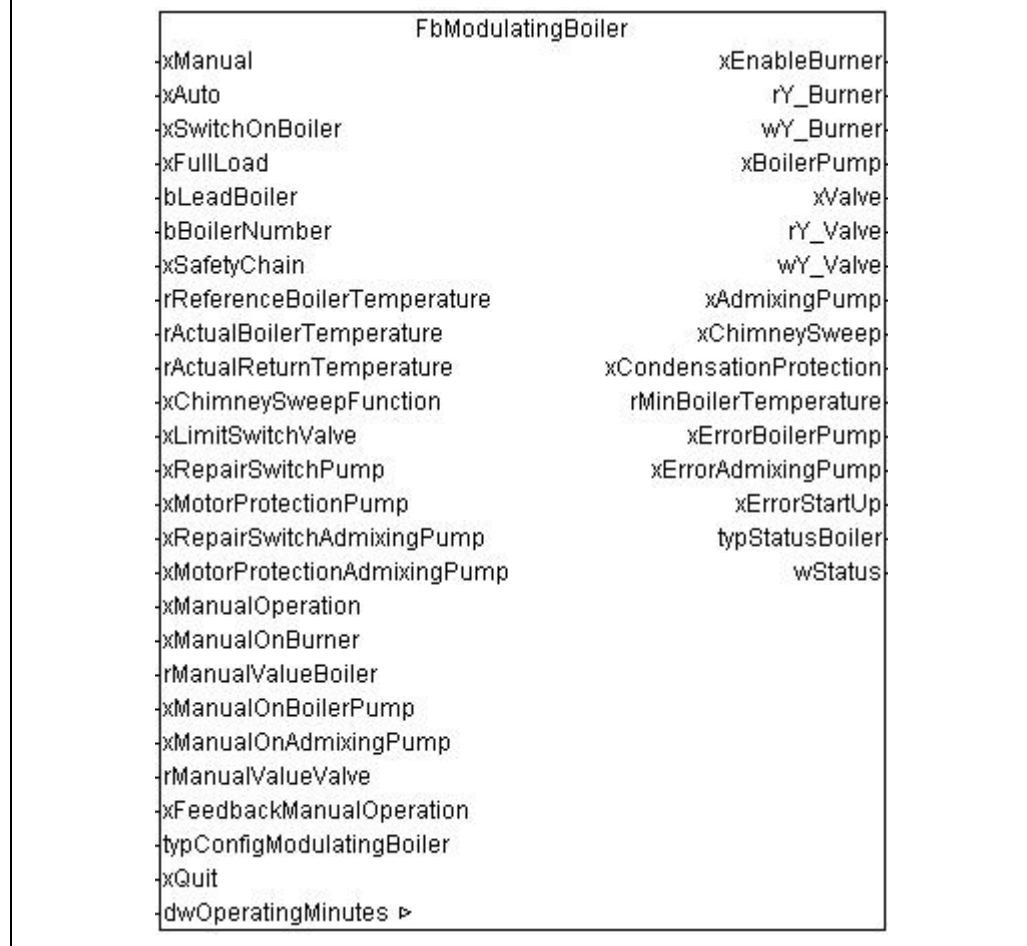 FbModulatingBoiler
xManual xEnableBurner
xAuto rY_Burner
xSwitchOnBoiler wY_Burner
xFullLoad xBoilerPump
bLeadBoiler xValve
bBoilerNumber rY_Valve
xSafetyChain wY_Valve
rReferenceBoilerTemperature xAdmixingPump
rActualBoilerTemperature xChimneySweep
rActualReturnTemperature xCondensationProtection
xChimneySweepFunction rMinBoilerTemperature
xLimitSwitchValve xErrorBoilerPump
xRepairSwitchPump xErrorAdmixingPump
xMotorProtectionPump xErrorStartUp
xRepairSwitchAdmixingPump typStatusBoiler
xMotorProtectionAdmixingPump wStatus
xManualOperation
xManualOnBurner
rManualValueBoiler
xManualOnBoilerPump
xManualOnAdmixingPump
rManualValueValve
xFeedbackManualOperation
typConfigModulatingBoiler
xQuit
dwOperatingMinutes ▷